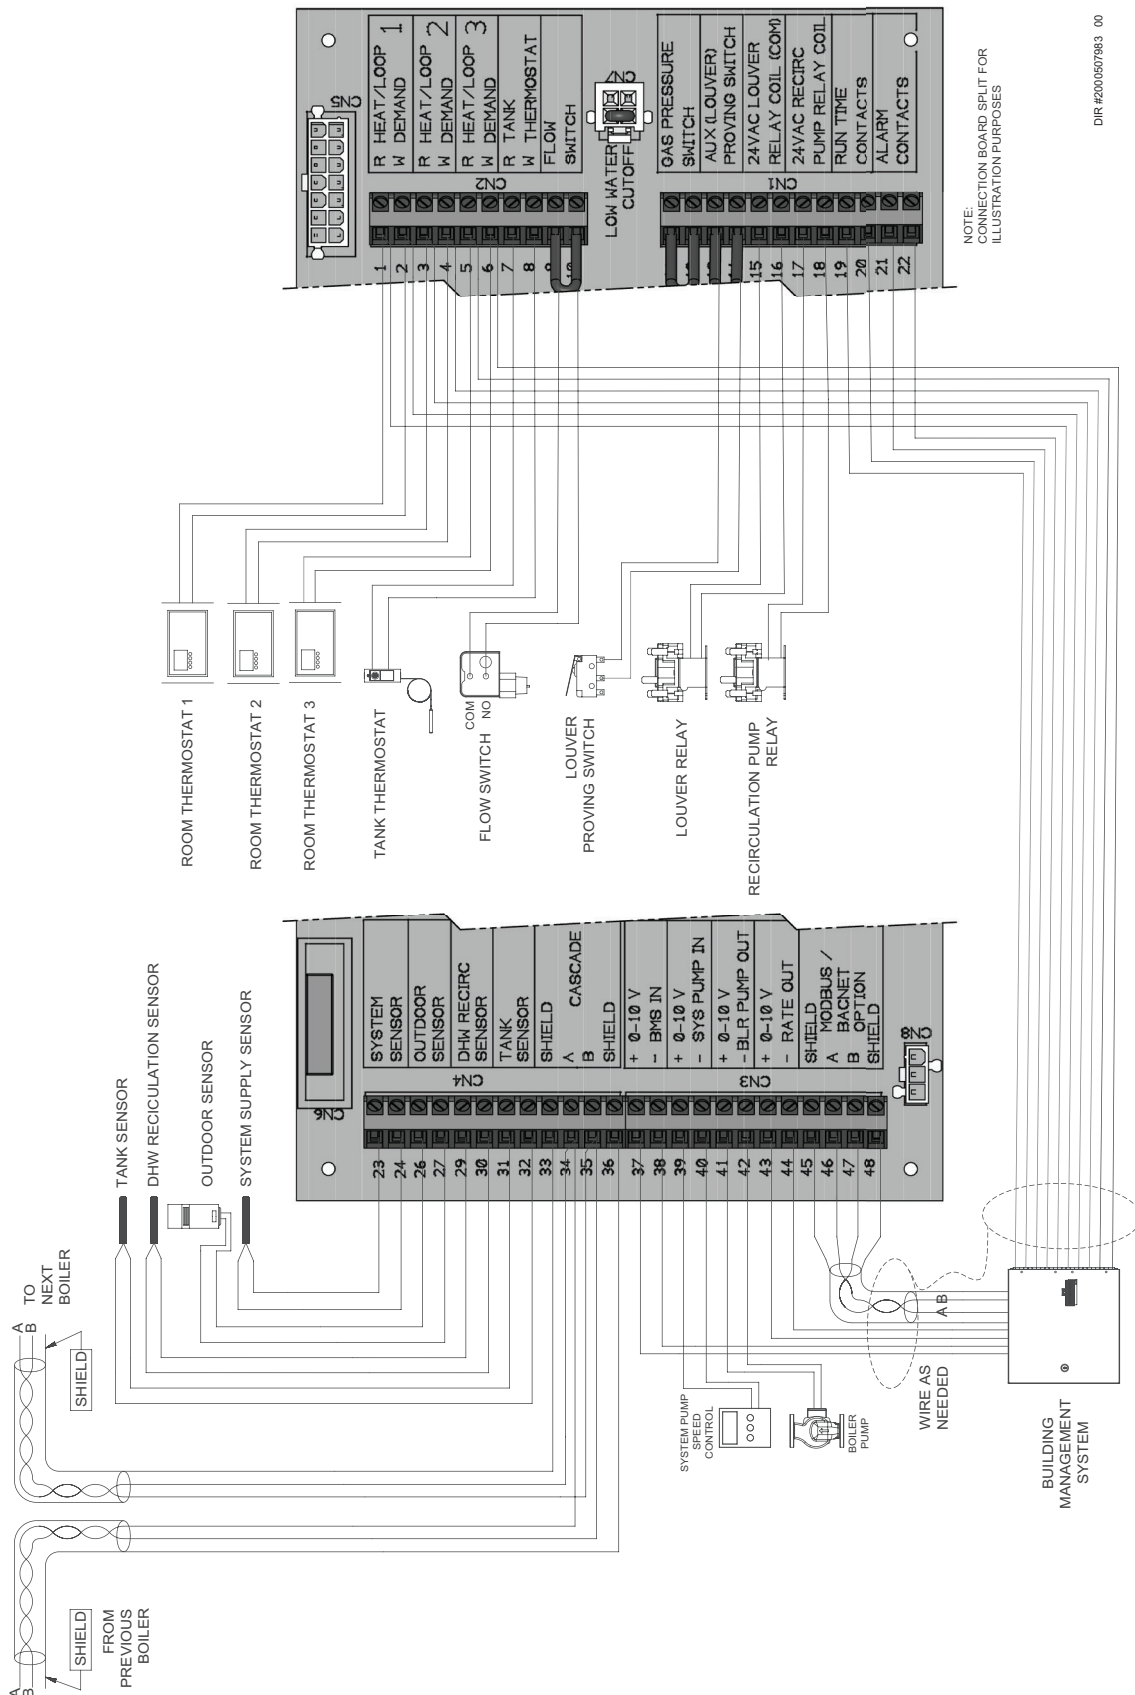 TO
NEXT
BOILER
A
B
SHIELD
FROM
PREVIOUS
BOILER
A
B
SHIELD
TANK SENSOR
DHW RECICULATION SENSOR
OUTDOOR SENSOR
SYSTEM SUPPLY SENSOR
ROOM THERMOSTAT 1
ROOM THERMOSTAT 2
ROOM THERMOSTAT 3
TANK THERMOSTAT
COM
NO
FLOW SWITCH
LOUVER
PROVING SWITCH
LOUVER RELAY
RECIRCULATION PUMP
RELAY
CN5
R HEAT/LOOP 1
W DEMAND
R HEAT/LOOP 2
W DEMAND
R HEAT/LOOP 3
W DEMAND
R TANK
W THERMOSTAT
FLOW
SWITCH
CN2
1
2
3
4
5
6
7
8
LOW WATER
CUTOFF
CN7
GAS PRESSURE
SWITCH
AUX (LOUVER)
PROVING SWITCH
24VAC LOUVER
RELAY COIL (COM)
24VAC RECIRC
PUMP RELAY COIL
RUN TIME
CONTACTS
ALARM
CONTACTS
CN1
15
16
17
18
19
20
21
22
CN6
SYSTEM
SENSOR
OUTDOOR
SENSOR
DHW RECIRC
SENSOR
TANK
SENSOR
SHIELD
A CASCADE
B
SHIELD
CN4
23
24
26
27
29
30
31
32
33
34
35
36
+ 0-10 V
- BMS IN
+ 0-10 V
- SYS PUMP IN
+ 0-10 V
- BLR PUMP OUT
+ 0-10 V
- RATE OUT
SHIELD
MODBUS /
A BACNET
B OPTION
SHIELD
CN3
CN8
37
38
39
40
41
42
43
44
45
46
47
48
SYSTEM PUMP
SPEED
CONTROL
BOILER
PUMP
A B
WIRE AS
NEEDED
BUILDING
MANAGEMENT
SYSTEM
NOTE:
CONNECTION BOARD SPLIT FOR
ILLUSTRATION PURPOSES
DIR #2000507983 00